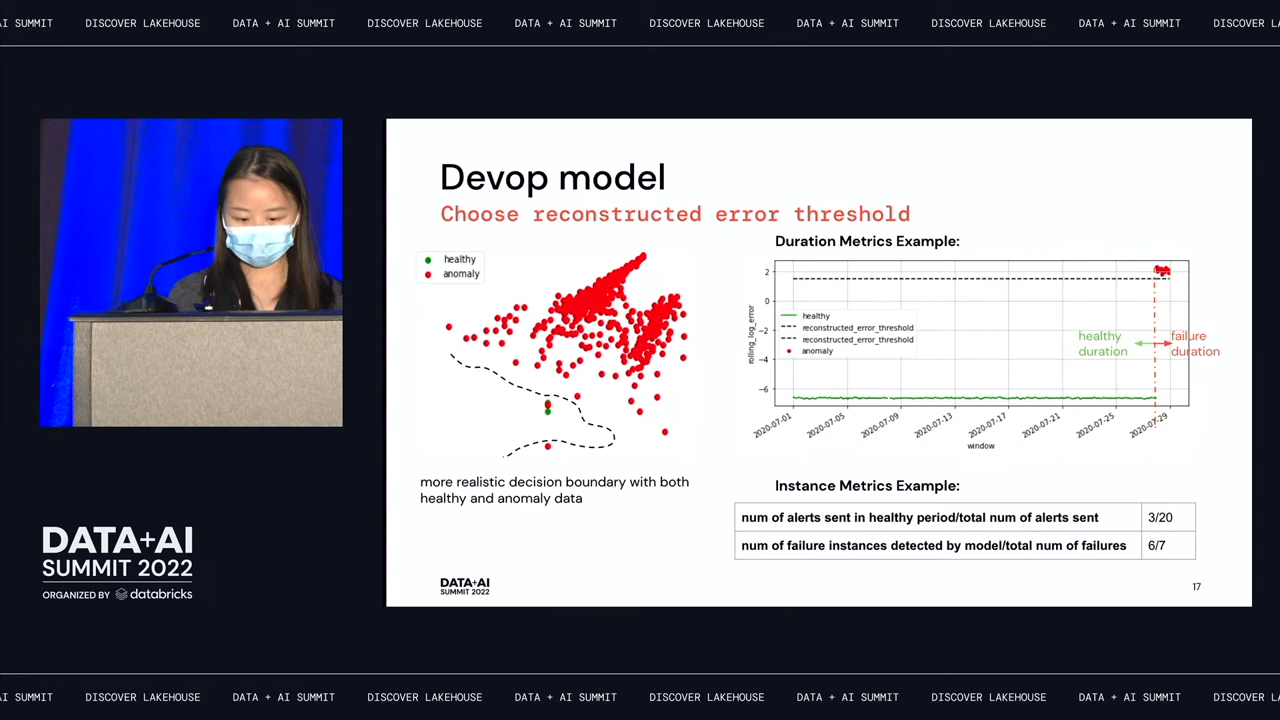 AI SUMMIT DISCOVER LAKEHOUSE DATA + AI SUMMIT DISCOVER LAKEHOUSE DATA + AI SUMMIT DISCOVER LAKEHOUSE DATA + AI SUMMIT DISCOVER LAKEHOUSE DATA + AI SUMMIT DISCOVER L
Devop model
Choose reconstructed error threshold
healthy
anomaly
more realistic decision boundary with both
healthy and anomaly data
Duration Metrics Example:
rolling_log_error
2
0
−2
−4
−6
healthy
reconstructed_error_threshold
reconstructed_error_threshold
anomaly
healthy
duration
failure
duration
2020-07-01
2020-07-05
2020-07-09
2020-07-13
2020-07-17
2020-07-21
2020-07-25
2020-07-29
window
Instance Metrics Example:
num of alerts sent in healthy period/total num of alerts sent 3/20
num of failure instances detected by model/total num of failures 6/7
DATA+AI
SUMMIT 2022
17
DATA+AI
SUMMIT 2022
ORGANIZED BY databricks
AI SUMMIT DISCOVER LAKEHOUSE DATA + AI SUMMIT DISCOVER LAKEHOUSE DATA + AI SUMMIT DISCOVER LAKEHOUSE DATA + AI SUMMIT DISCOVER LAKEHOUSE DATA + AI SUMMIT DISCOVER L